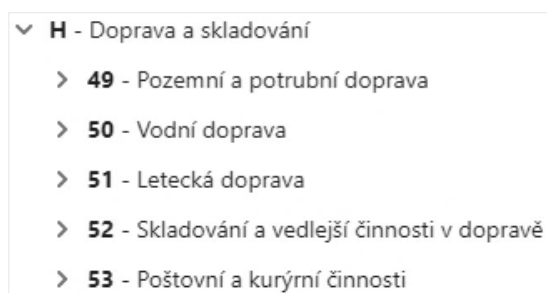 H - Doprava a skladování
49 - Pozemní a potrubní doprava
50 - Vodní doprava
51 - Letecká doprava
52 - Skladování a vedlejší činnosti v dopravě
53 - Poštovní a kurýrní činnosti